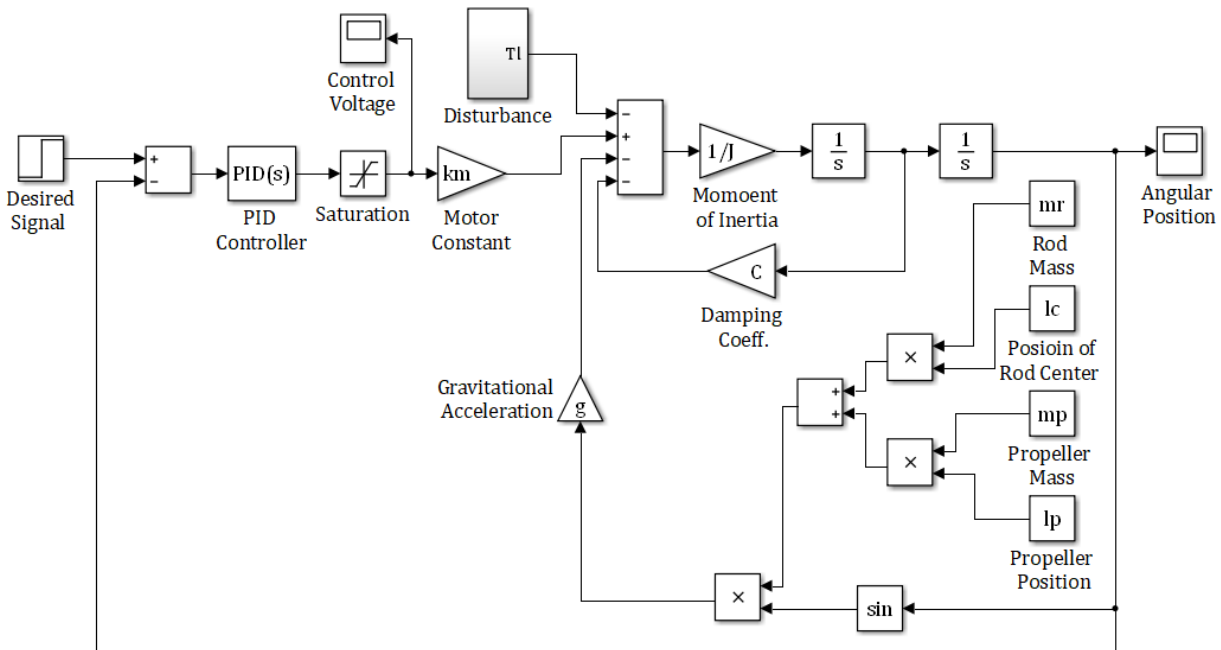 Tl
Control
Voltage
Disturbance
−
+
−
−
+
−
PID(s)
km
1/J
1
s
1
s
Desired
Signal
PID
Controller
Saturation
Motor
Constant
Momoent
of Inertia
Angular
Position
mr
Rod
Mass
C
Damping
Coeff.
lc
Posioin of
Rod Center
×
+
+
Gravitational
Acceleration
g
mp
Propeller
Mass
×
lp
Propeller
Position
×
sin